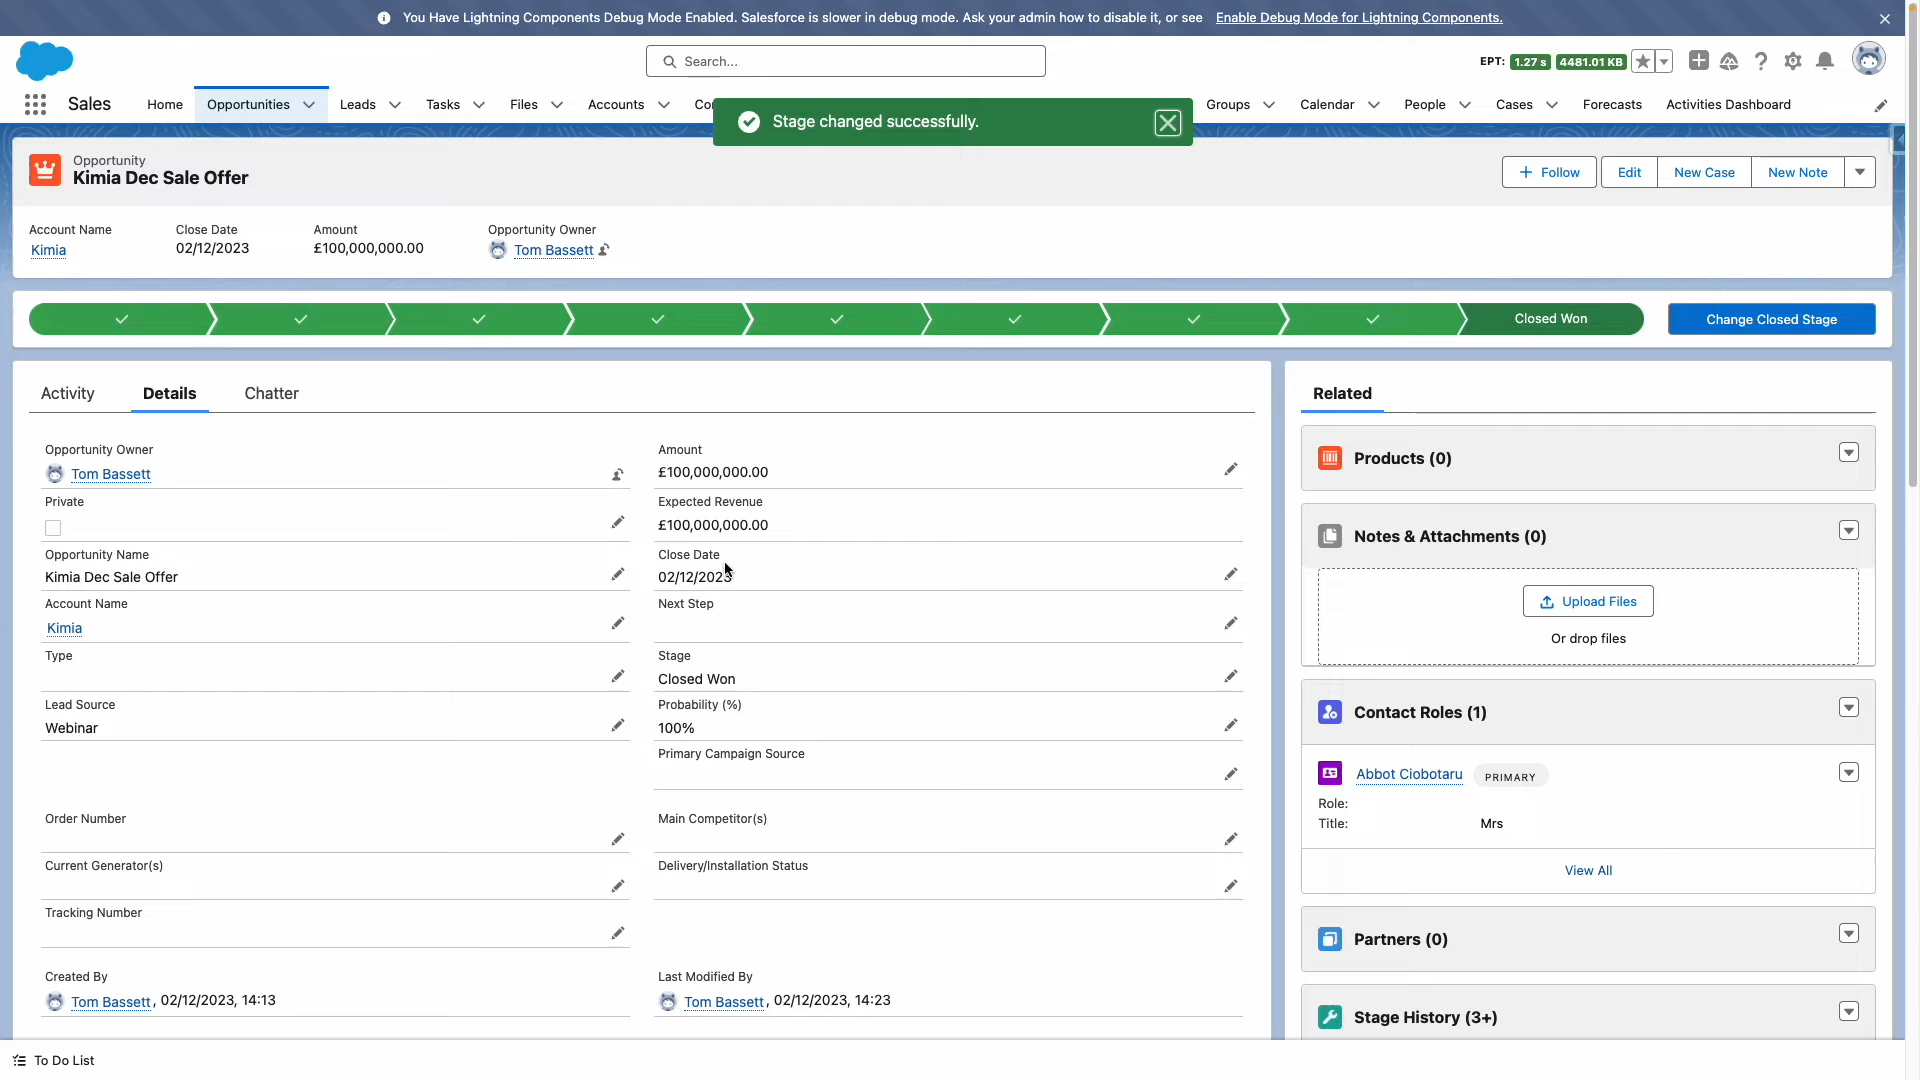 You Have Lightning Components Debug Mode Enabled. Salesforce is slower in debug mode. Ask your admin how to disable it, or see Enable Debug Mode for Lightning Components.
Search...
EPT: 1.27 s 4481.01 KB
Sales Home Opportunities Leads Tasks Files Accounts Groups Calendar People Cases Forecasts Activities Dashboard
Stage changed successfully.
Opportunity
Kimia Dec Sale Offer
Follow Edit New Case New Note
Account Name Close Date Amount Opportunity Owner
Kimia 02/12/2023 £100,000,000.00 Tom Bassett
Closed Won Change Closed Stage
Activity Details Chatter
Opportunity Owner
Tom Bassett
Amount
£100,000,000.00
Private
Expected Revenue
£100,000,000.00
Opportunity Name
Kimia Dec Sale Offer
Close Date
02/12/2023
Account Name
Kimia
Next Step
Type
Stage
Closed Won
Lead Source
Webinar
Probability (%)
100%
Primary Campaign Source
Order Number
Main Competitor(s)
Current Generator(s)
Delivery/Installation Status
Tracking Number
Created By
Tom Bassett, 02/12/2023, 14:13
Last Modified By
Tom Bassett, 02/12/2023, 14:23
Related
Products (0)
Notes & Attachments (0)
Upload Files
Or drop files
Contact Roles (1)
Abbot Ciobotaru PRIMARY
Role:
Title: Mrs
View All
Partners (0)
Stage History (3+)
To Do List